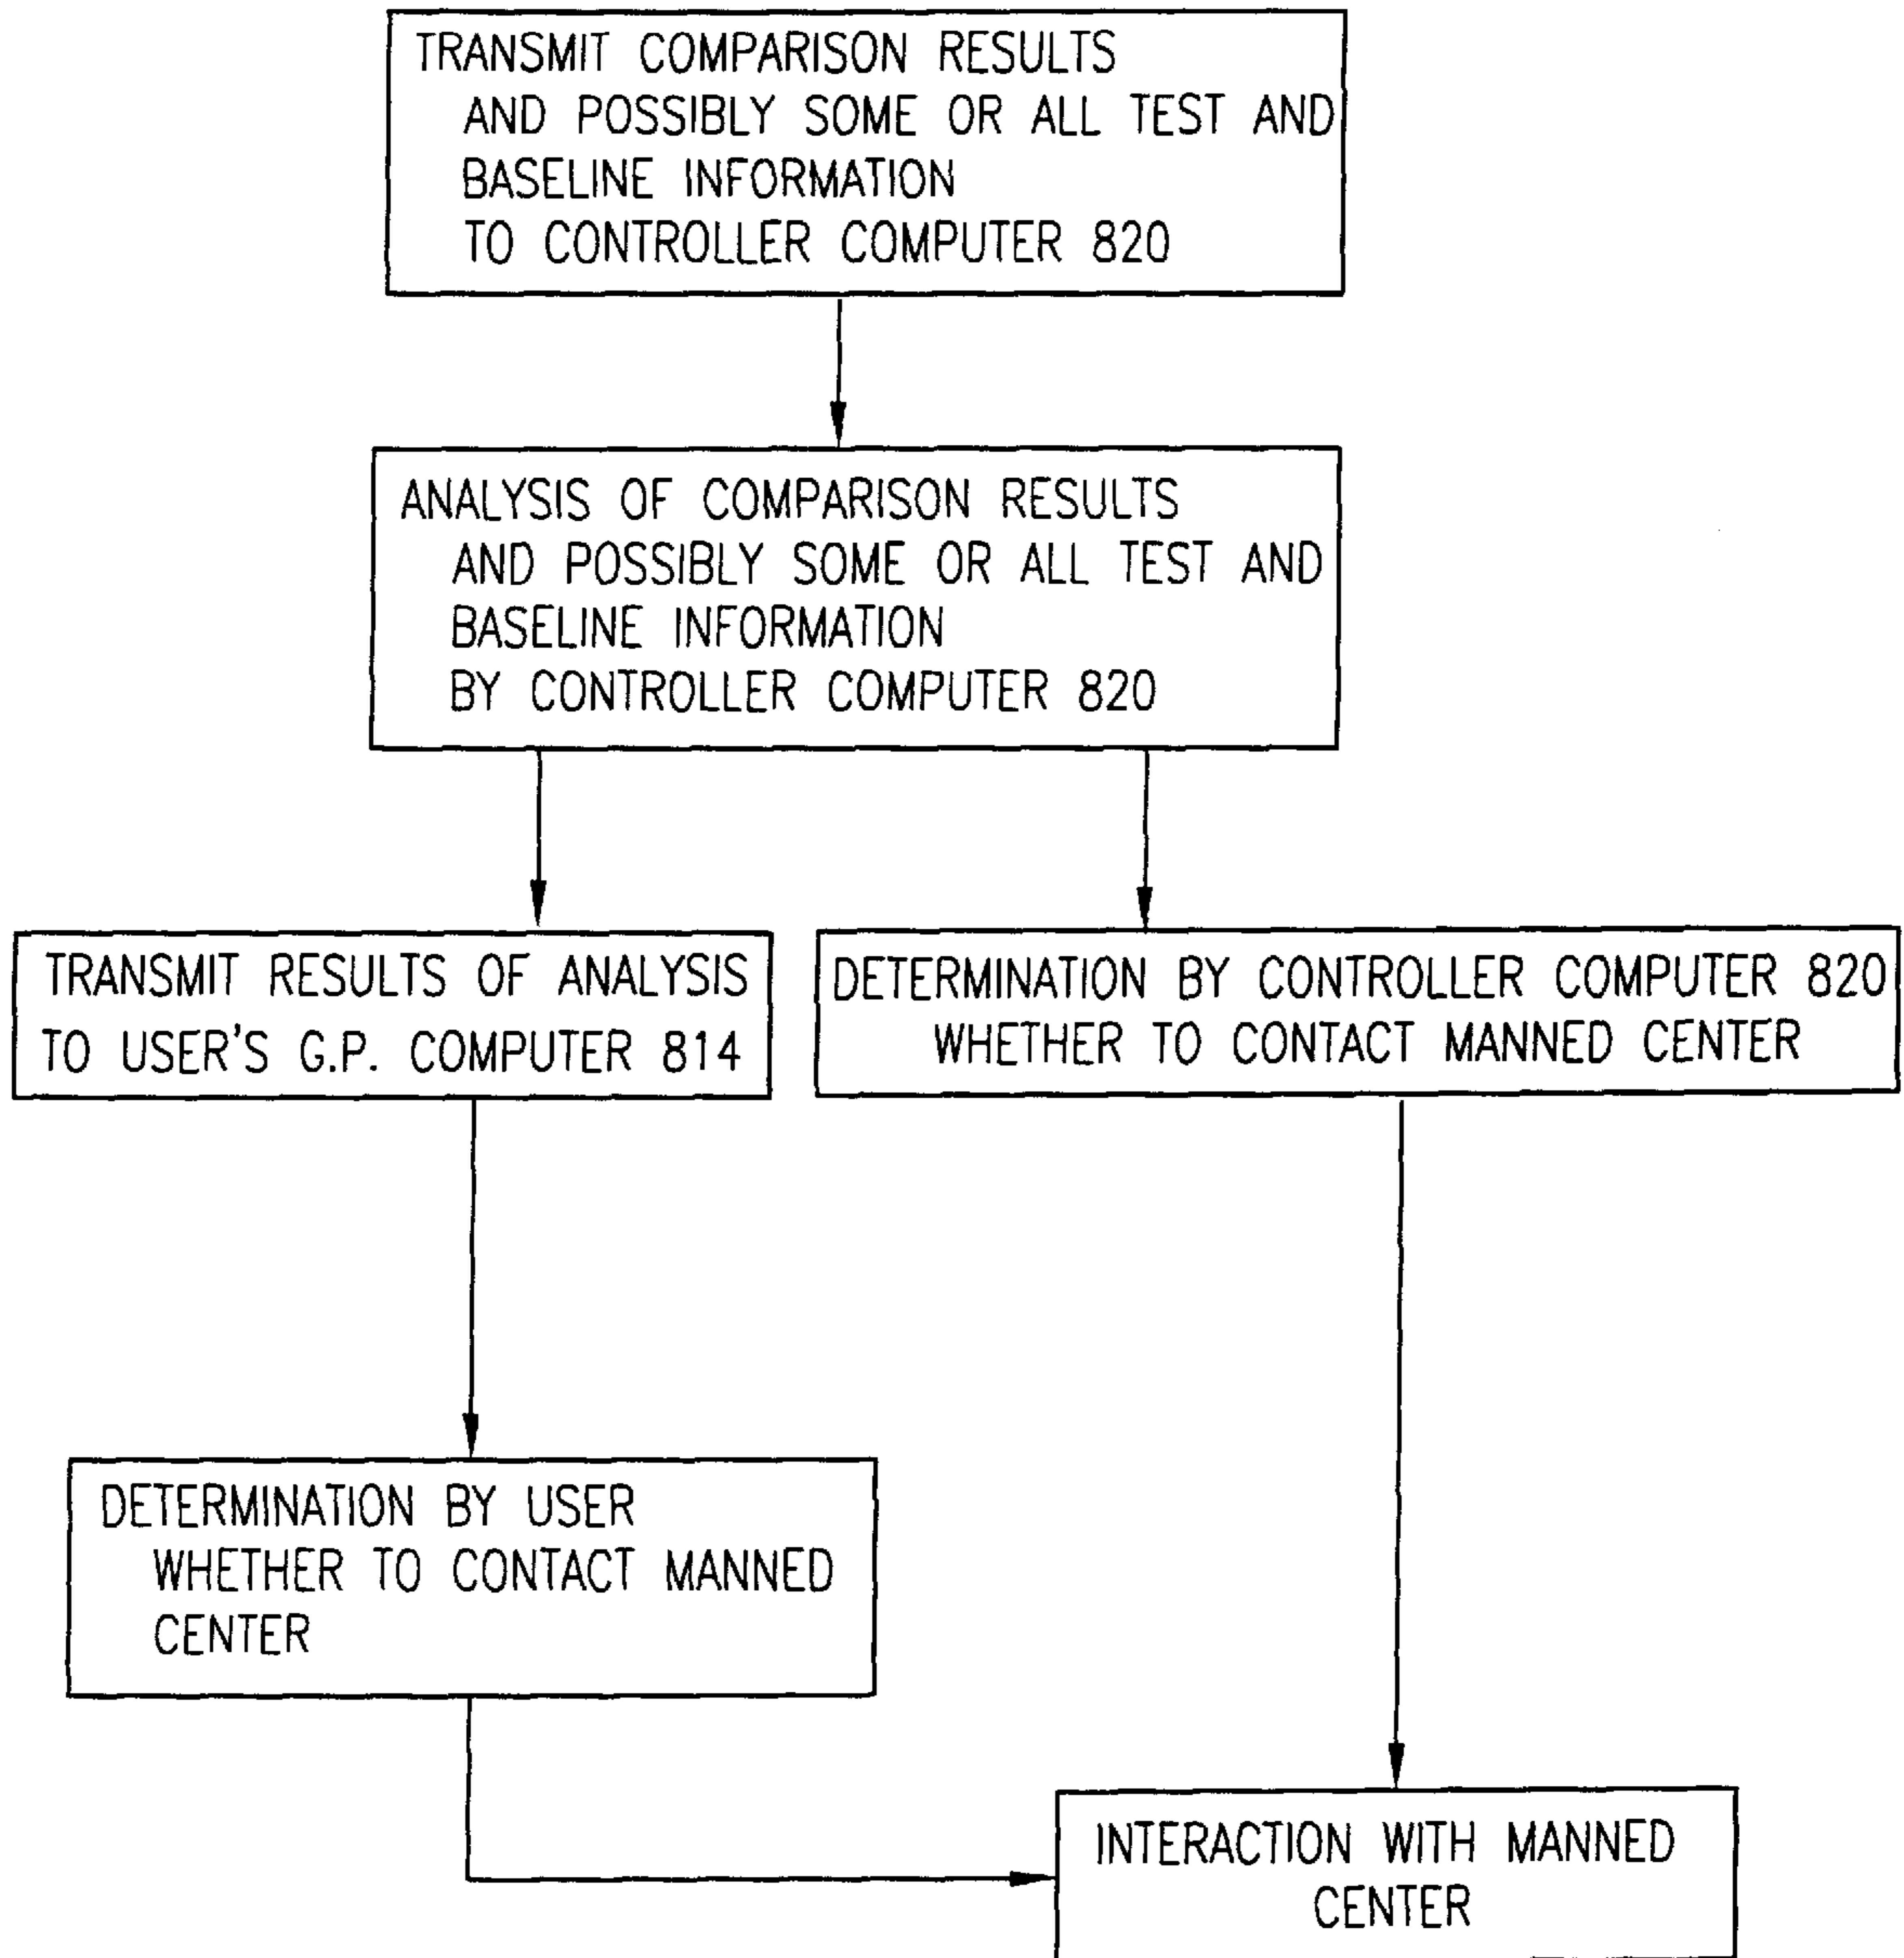 TRANSMIT COMPARISON RESULTS
AND POSSIBLY SOME OR ALL TEST AND
BASELINE INFORMATION
TO CONTROLLER COMPUTER 820
ANALYSIS OF COMPARISON RESULTS
AND POSSIBLY SOME OR ALL TEST AND
BASELINE INFORMATION
BY CONTROLLER COMPUTER 820
TRANSMIT RESULTS OF ANALYSIS
TO USER'S G.P. COMPUTER 814
DETERMINATION BY CONTROLLER COMPUTER 820
WHETHER TO CONTACT MANNED CENTER
DETERMINATION BY USER
WHETHER TO CONTACT MANNED
CENTER
INTERACTION WITH MANNED
CENTER